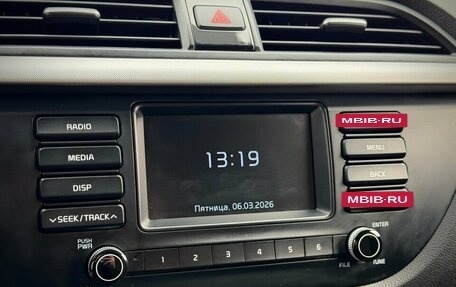 RADIO
MEDIA
DISP
∨ SEEK/TRACK ∧
PUSH
PWR
13:19
Пятница, 06.03.2026
1 2 3 4 5 6
MBIB-RU
MENU
BACK
MBIB-RU
ENTER
FILE
TUNE